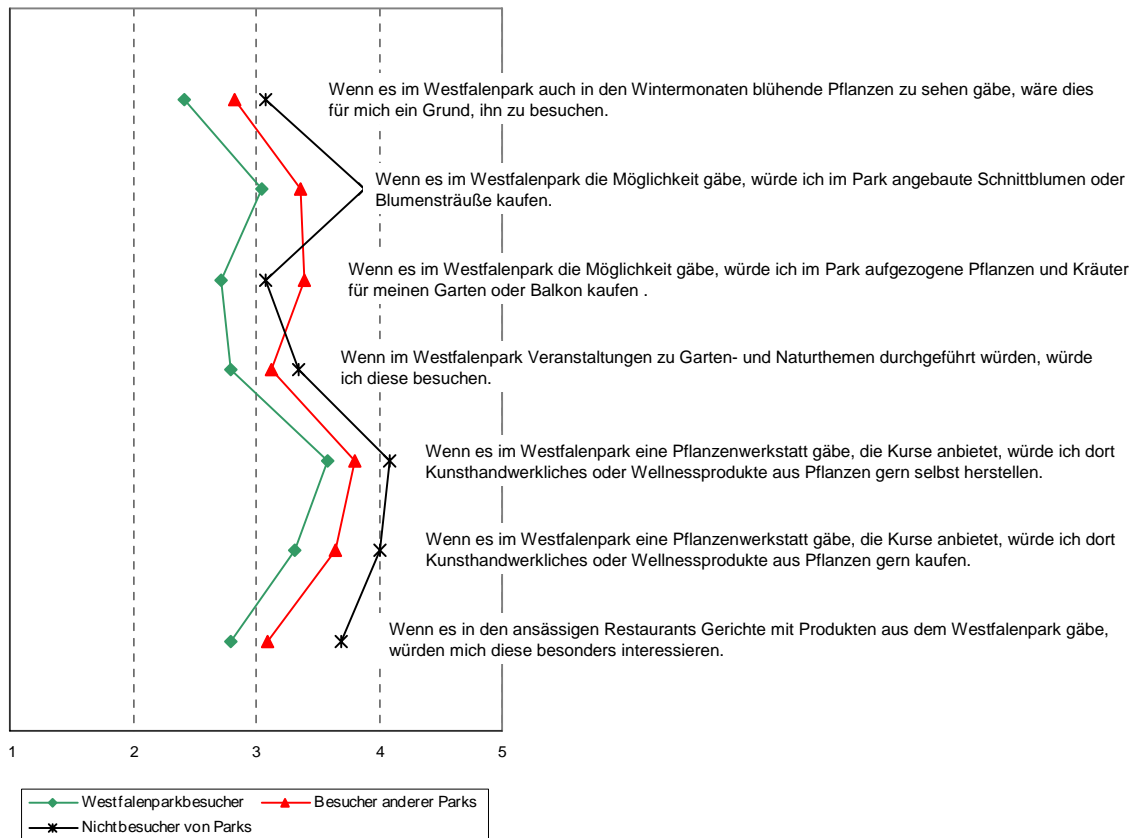 Wenn es im Westfalenpark auch in den Wintermonaten blühende Pflanzen zu sehen gäbe, wäre dies
für mich ein Grund, ihn zu besuchen.
Wenn es im Westfalenpark die Möglichkeit gäbe, würde ich im Park angebaute Schnittblumen oder
Blumensträuße kaufen.
Wenn es im Westfalenpark die Möglichkeit gäbe, würde ich im Park aufgezogene Pflanzen und Kräuter
für meinen Garten oder Balkon kaufen .
Wenn im Westfalenpark Veranstaltungen zu Garten- und Naturthemen durchgeführt würden, würde
ich diese besuchen.
Wenn es im Westfalenpark eine Pflanzenwerkstatt gäbe, die Kurse anbietet, würde ich dort
Kunsthandwerkliches oder Wellnessprodukte aus Pflanzen gern selbst herstellen.
Wenn es im Westfalenpark eine Pflanzenwerkstatt gäbe, die Kurse anbietet, würde ich dort
Kunsthandwerkliches oder Wellnessprodukte aus Pflanzen gern kaufen.
Wenn es in den ansässigen Restaurants Gerichte mit Produkten aus dem Westfalenpark gäbe,
würden mich diese besonders interessieren.
1 2 3 4 5
Westfalenparkbesucher Besucher anderer Parks
Nichtbesucher von Parks